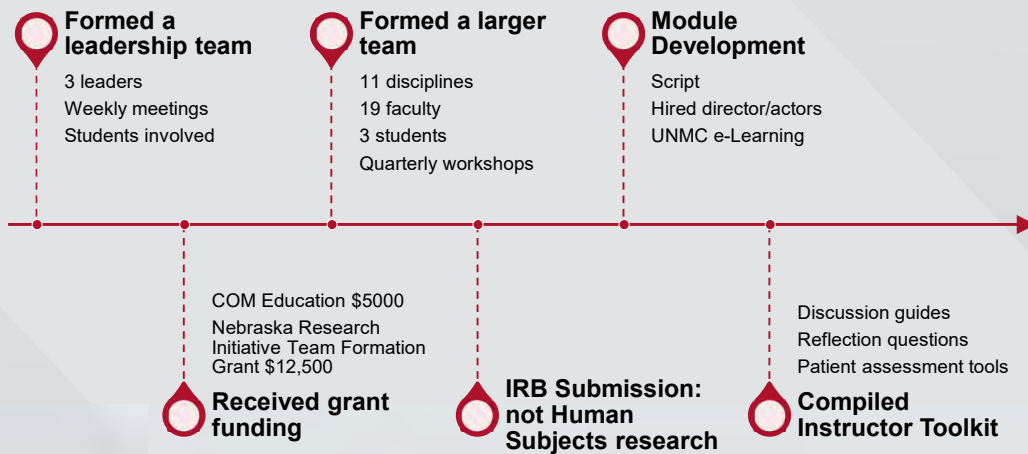 Formed a
leadership team
3 leaders
Weekly meetings
Students involved
Formed a larger
team
11 disciplines
19 faculty
3 students
Quarterly workshops
Module
Development
Script
Hired director/actors
UNMC e-Learning
COM Education $5000
Nebraska Research
Initiative Team Formation
Grant $12,500
Received grant
funding
IRB Submission:
not Human
Subjects research
Discussion guides
Reflection questions
Patient assessment tools
Compiled
Instructor Toolkit